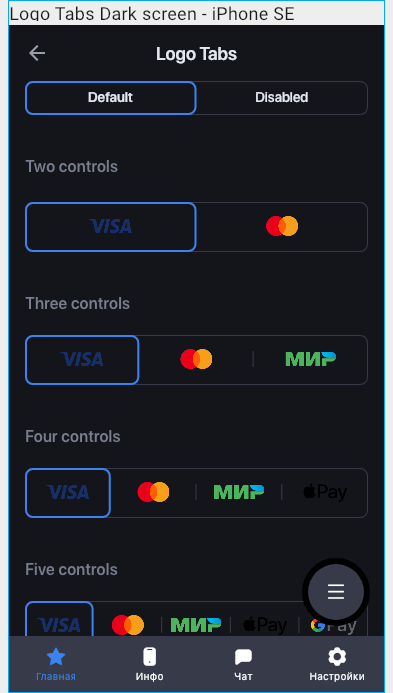 Logo Tabs Dark screen - iPhone SE
Logo Tabs
Default Disabled
Two controls
VISA
Three controls
VISA МИР
Four controls
VISA МИР Pay
Five controls
VISA МИР Pay G Pay
Главная Инфо Чат Настройки